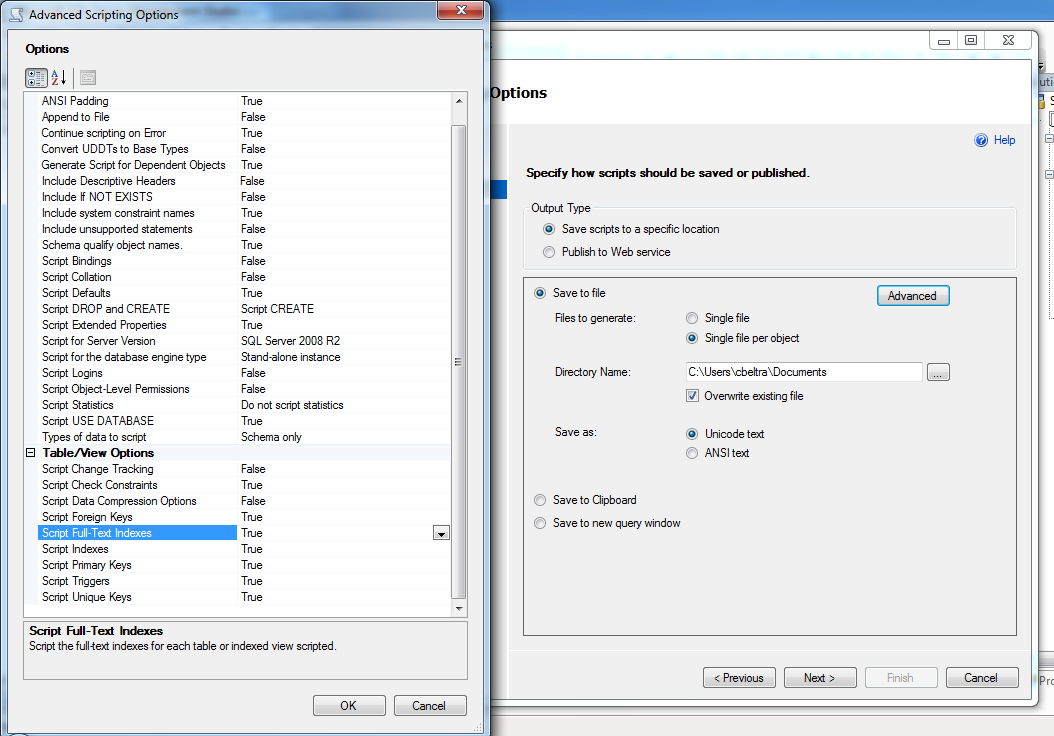 Advanced Scripting Options
Options
ANSI Padding True
Append to File False
Continue scripting on Error True
Convert UDDTs to Base Types False
Generate Script for Dependent Objects True
Include Descriptive Headers False
Include If NOT EXISTS False
Include system constraint names True
Include unsupported statements False
Schema qualify object names. True
Script Bindings False
Script Collation False
Script Defaults True
Script DROP and CREATE Script CREATE
Script Extended Properties True
Script for Server Version SQL Server 2008 R2
Script for the database engine type Stand-alone instance
Script Logins False
Script Object-Level Permissions False
Script Statistics Do not script statistics
Script USE DATABASE True
Types of data to script Schema only
Table/View Options
Script Change Tracking False
Script Check Constraints True
Script Data Compression Options False
Script Foreign Keys True
Script Full-Text Indexes True
Script Indexes True
Script Primary Keys True
Script Triggers True
Script Unique Keys True
Script Full-Text Indexes
Script the full-text indexes for each table or indexed view scripted.
OK Cancel
Options
Help
Specify how scripts should be saved or published.
Output Type
Save scripts to a specific location
Publish to Web service
Save to file Advanced
Files to generate: Single file
Single file per object
Directory Name: C:\Users\cbeltra\Documents ...
Overwrite existing file
Save as: Unicode text
ANSI text
Save to Clipboard
Save to new query window
< Previous Next > Finish Cancel